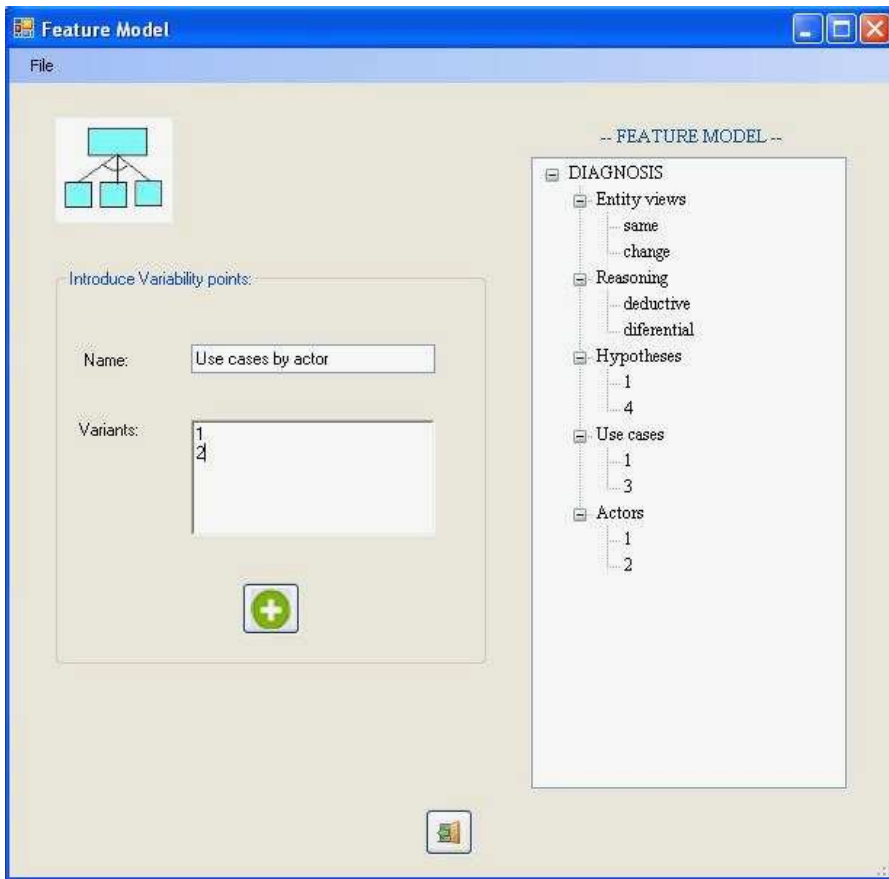 Feature Model
File
-- FEATURE MODEL --
Introduce Variability points:
Name:
Use cases by actor
Variants:
1
2
DIAGNOSIS
Entity views
same
change
Reasoning
deductive
diferential
Hypotheses
1
4
Use cases
1
3
Actors
1
2